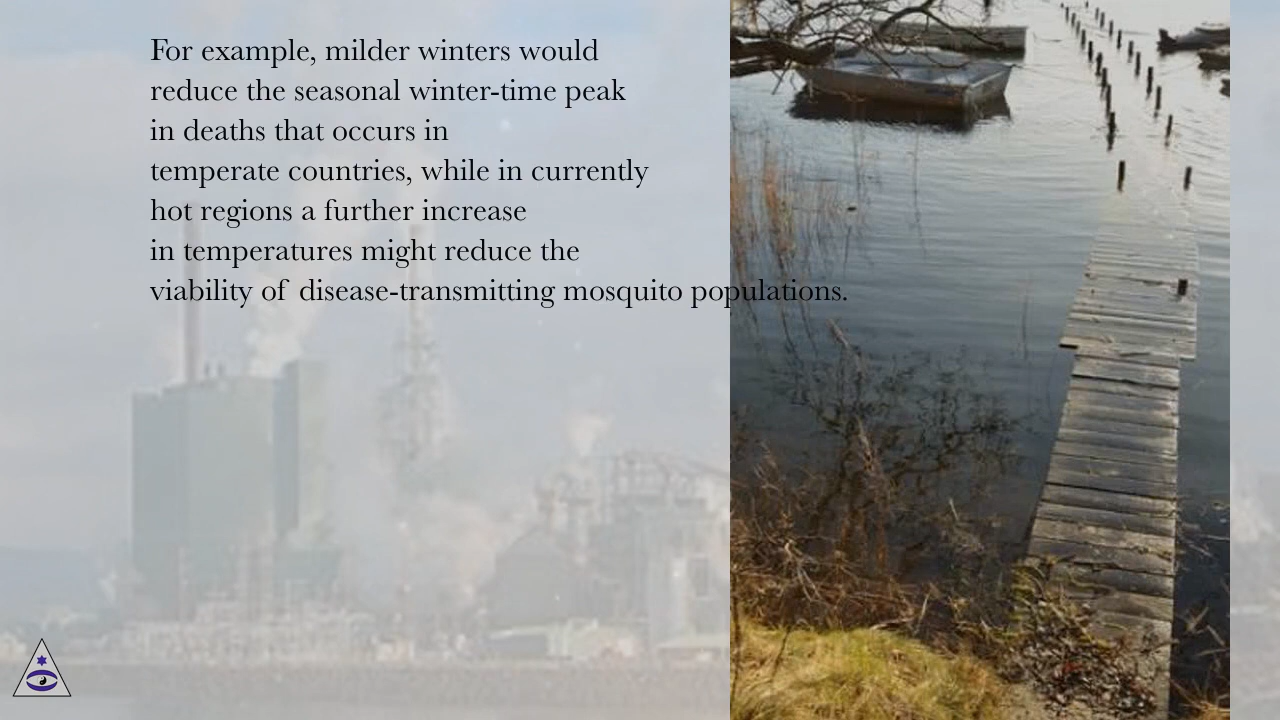 For example, milder winters would
reduce the seasonal winter-time peak
in deaths that occurs in
temperate countries, while in currently
hot regions a further increase
in temperatures might reduce the
viability of disease-transmitting mosquito populations.